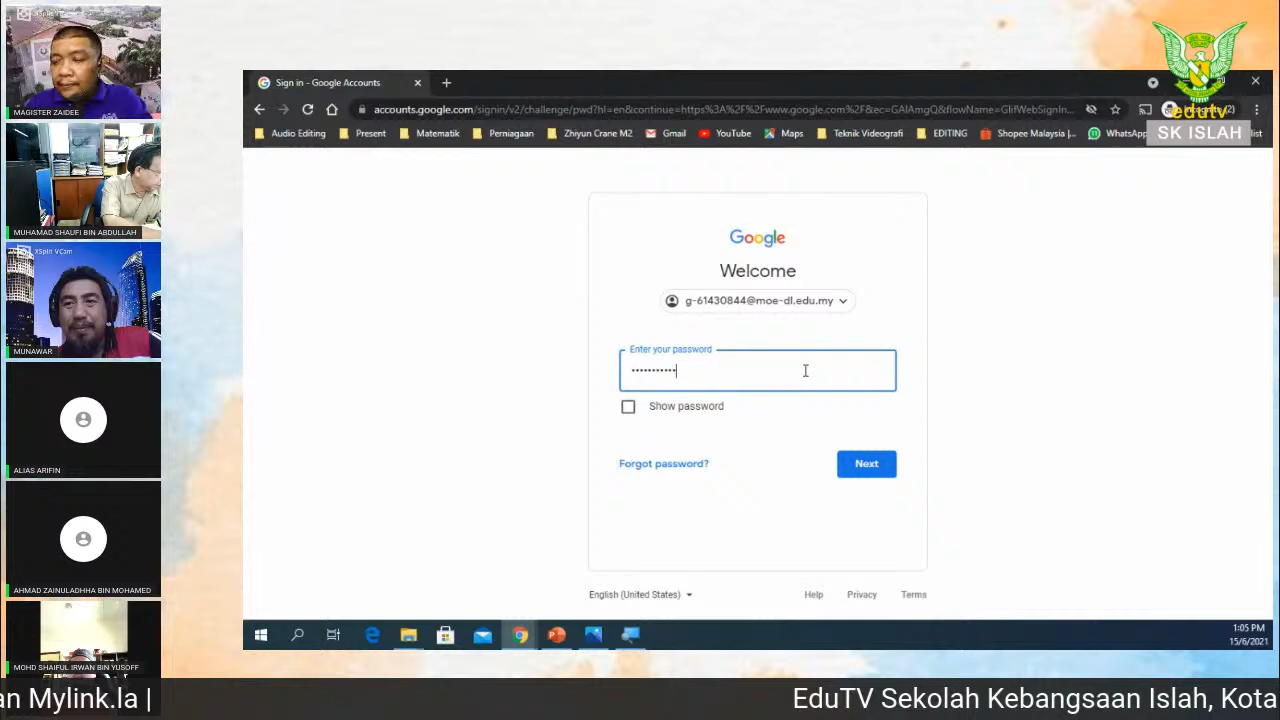 XSplit VCam
MAGISTER ZAIDEE
MUHAMAD SHAUFI BIN ABDULLAH
XSplit VCam
MUNAWAR
ALIAS ARIFIN
AHMAD ZAINULADHHA BIN MOHAMED
MOHD SHAIFUL IRWAN BIN YUSOFF
edutv
SK ISLAH
Sign in - Google Accounts
accounts.google.com/signin/v2/challenge/pwd?hl=en&continue=https%3A%2F%2Fwww.google.com%2F&ec=GAlAmgQ&flowName=GlifWebSignIn...
Audio Editing Present Matematik Perniagaan Zhiyun Crane M2 Gmail YouTube Maps Teknik Videografi EDITING Shopee Malaysia |... WhatsApp list
Google
Welcome
g-61430844@moe-dl.edu.my
Enter your password
•••••••••••
Show password
Forgot password?
Next
English (United States)
Help Privacy Terms
1:05 PM
15/6/2021
an Mylink.la | EduTV Sekolah Kebangsaan Islah, Kota